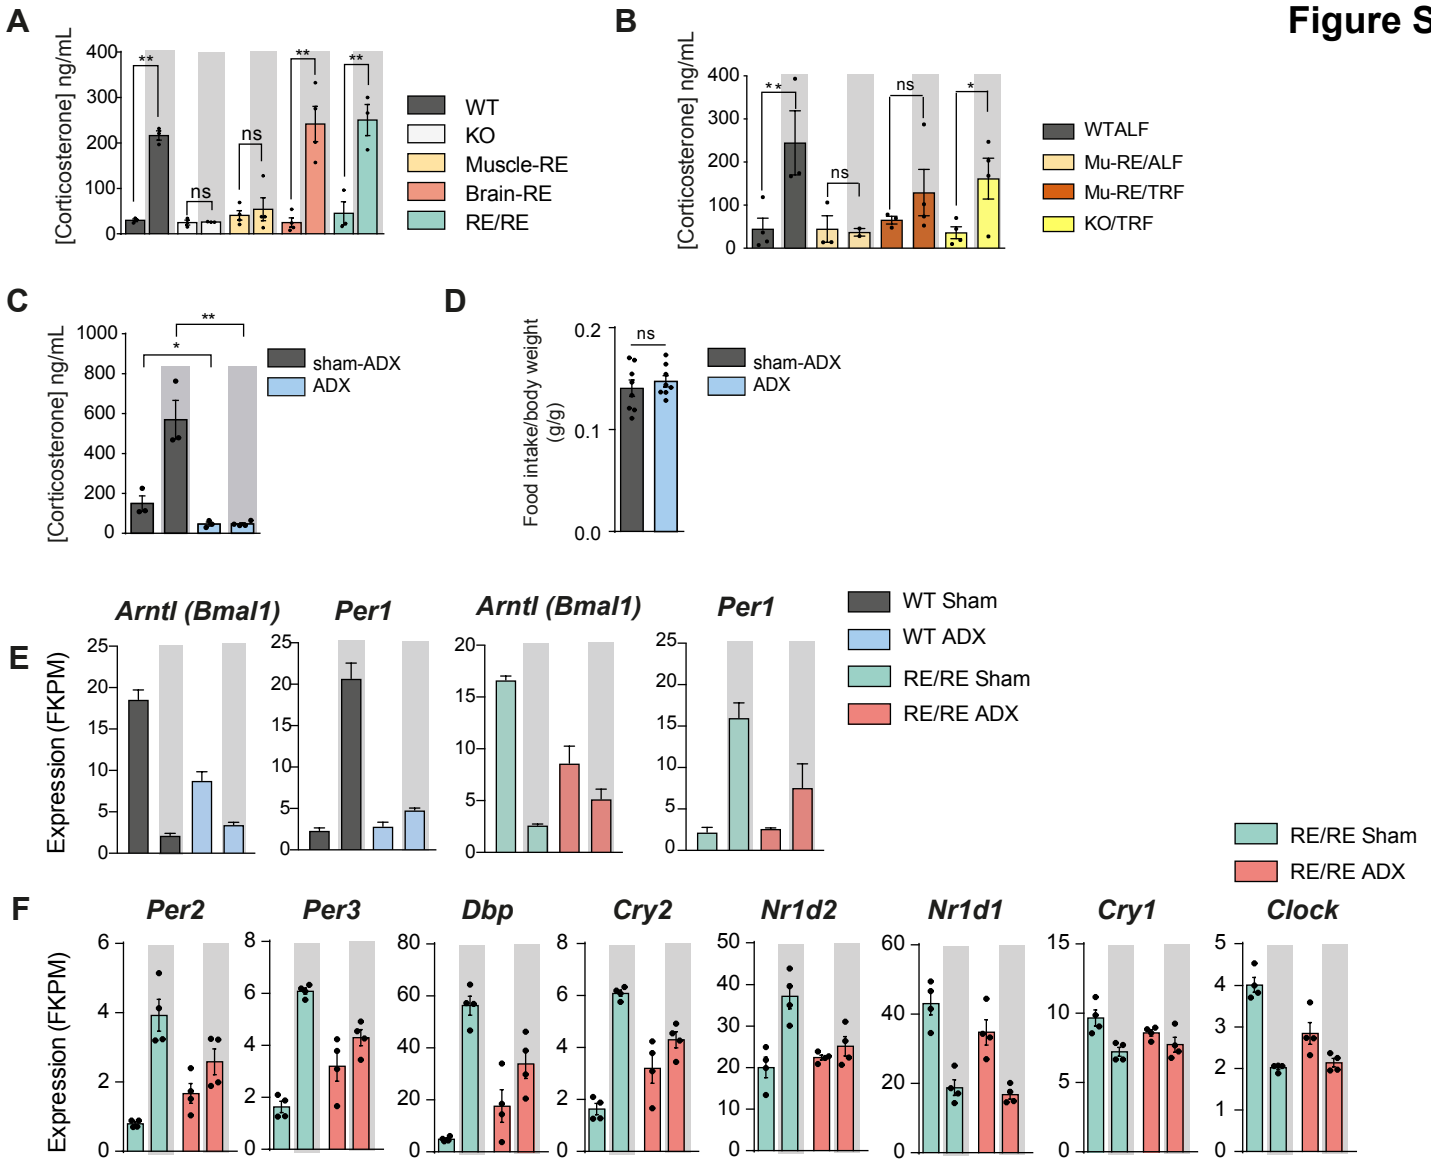 Figure S
A
[Corticosterone] ng/mL
400
300
200
100
0
**
ns
ns
**
**
WT
KO
Muscle-RE
Brain-RE
RE/RE
B
[Corticosterone] ng/mL
400
300
200
100
0
**
ns
ns
*
WTALF
Mu-RE/ALF
Mu-RE/TRF
KO/TRF
C
[Corticosterone] ng/mL
1000
800
600
400
200
0
*
**
sham-ADX
ADX
D
Food intake/body weight
(g/g)
0.2
0.1
0.0
ns
sham-ADX
ADX
E
Expression (FKPM)
Arntl (Bmal1)
25
20
15
10
5
0
Per1
25
20
15
10
5
0
Arntl (Bmal1)
20
15
10
5
0
Per1
25
20
15
10
5
0
WT Sham
WT ADX
RE/RE Sham
RE/RE ADX
RE/RE Sham
RE/RE ADX
F
Expression (FKPM)
Per2
6
4
2
0
Per3
8
6
4
2
0
Dbp
80
60
40
20
0
Cry2
8
6
4
2
0
Nr1d2
50
40
30
20
10
0
Nr1d1
60
40
20
0
Cry1
15
10
5
0
Clock
5
4
3
2
1
0